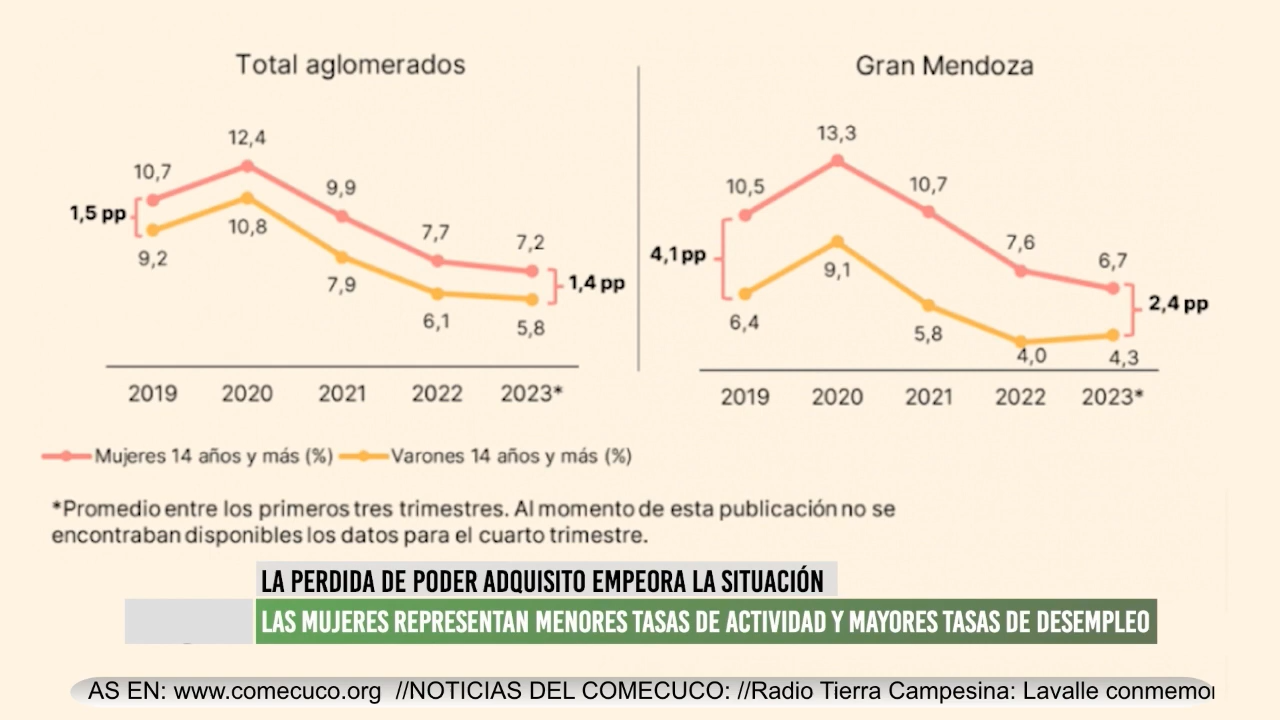 Total aglomerados
12,4
10,7
9,9
7,7
7,2
1,5 pp
1,4 pp
9,2
10,8
7,9
6,1
5,8
2019 2020 2021 2022 2023*
Gran Mendoza
13,3
10,5
10,7
7,6
6,7
4,1 pp
2,4 pp
6,4
9,1
5,8
4,0
4,3
2019 2020 2021 2022 2023*
Mujeres 14 años y más (%) Varones 14 años y más (%)
*Promedio entre los primeros tres trimestres. Al momento de esta publicación no se
encontraban disponibles los datos para el cuarto trimestre.
LA PERDIDA DE PODER ADQUISITO EMPEORA LA SITUACIÓN
LAS MUJERES REPRESENTAN MENORES TASAS DE ACTIVIDAD Y MAYORES TASAS DE DESEMPLEO
AS EN: www.comecuco.org //NOTICIAS DEL COMECUCO: //Radio Tierra Campesina: Lavalle conmemo